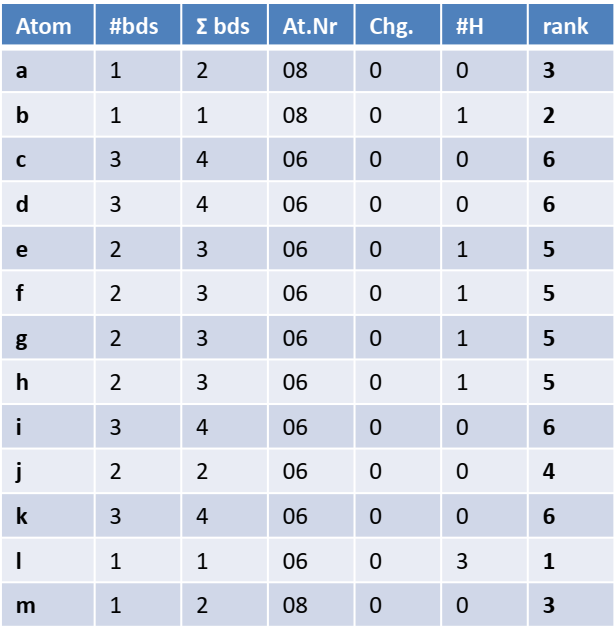 Atom #bds Σ bds At.Nr Chg. #H rank
a 1 2 08 0 0 3
b 1 1 08 0 1 2
c 3 4 06 0 0 6
d 3 4 06 0 0 6
e 2 3 06 0 1 5
f 2 3 06 0 1 5
g 2 3 06 0 1 5
h 2 3 06 0 1 5
i 3 4 06 0 0 6
j 2 2 06 0 0 4
k 3 4 06 0 0 6
l 1 1 06 0 3 1
m 1 2 08 0 0 3